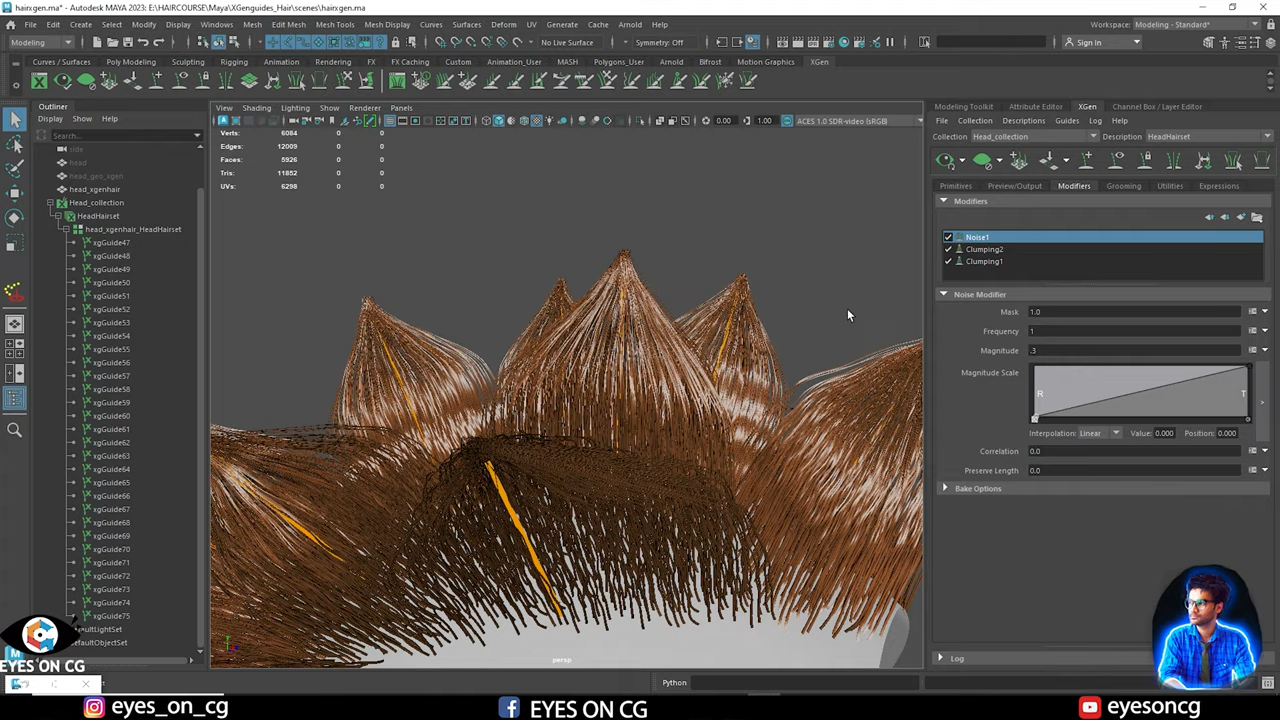 hairxgen.ma* - Autodesk MAYA 2023: E:\HAIRCOURSE\Maya\XGenguides_Hair\scenes\hairxgen.ma
File Edit Create Select Modify Display Windows Mesh Edit Mesh Mesh Tools Mesh Display Curves Surfaces Deform UV Generate Cache Arnold Help
Workspace: Modeling - Standard*
Modeling No Live Surface Symmetry: Off Sign In
Curves / Surfaces Poly Modeling Sculpting Rigging Animation Rendering FX FX Caching Custom Animation_User MASH Polygons_User Arnold Bifrost Motion Graphics XGen
Outliner
Display Show Help
Search...
side
head
head_geo_xgen
head_xgenhair
Head_collection
HeadHairset
head_xgenhair_HeadHairset
xgGuide47
xgGuide48
xgGuide49
xgGuide50
xgGuide51
xgGuide52
xgGuide53
xgGuide54
xgGuide55
xgGuide56
xgGuide57
xgGuide58
xgGuide59
xgGuide60
xgGuide61
xgGuide62
xgGuide63
xgGuide64
xgGuide65
xgGuide66
xgGuide67
xgGuide68
xgGuide69
xgGuide70
xgGuide71
xgGuide72
xgGuide73
xgGuide74
xgGuide75
faultLightSet
defaultObjectSet
View Shading Lighting Show Renderer Panels
0.00 1.00 ACES 1.0 SDR-video (sRGB)
Verts: 6084 0 0
Edges: 12009 0 0
Faces: 5926 0 0
Tris: 11852 0 0
UVs: 6298 0 0
persp
Modeling Toolkit Attribute Editor XGen Channel Box / Layer Editor
File Collection Descriptions Guides Log Help
Collection Head_collection Description HeadHairset
Primitives Preview/Output Modifiers Grooming Utilities Expressions
Modifiers
Noise1
Clumping2
Clumping1
Noise Modifier
Mask 1.0
Frequency 1
Magnitude .3
Magnitude Scale
R T
Interpolation: Linear Value: 0.000 Position: 0.000
Correlation 0.0
Preserve Length 0.0
Bake Options
Log
Python
EYES ON CG
eyes_on_cg EYES ON CG eyesoncg